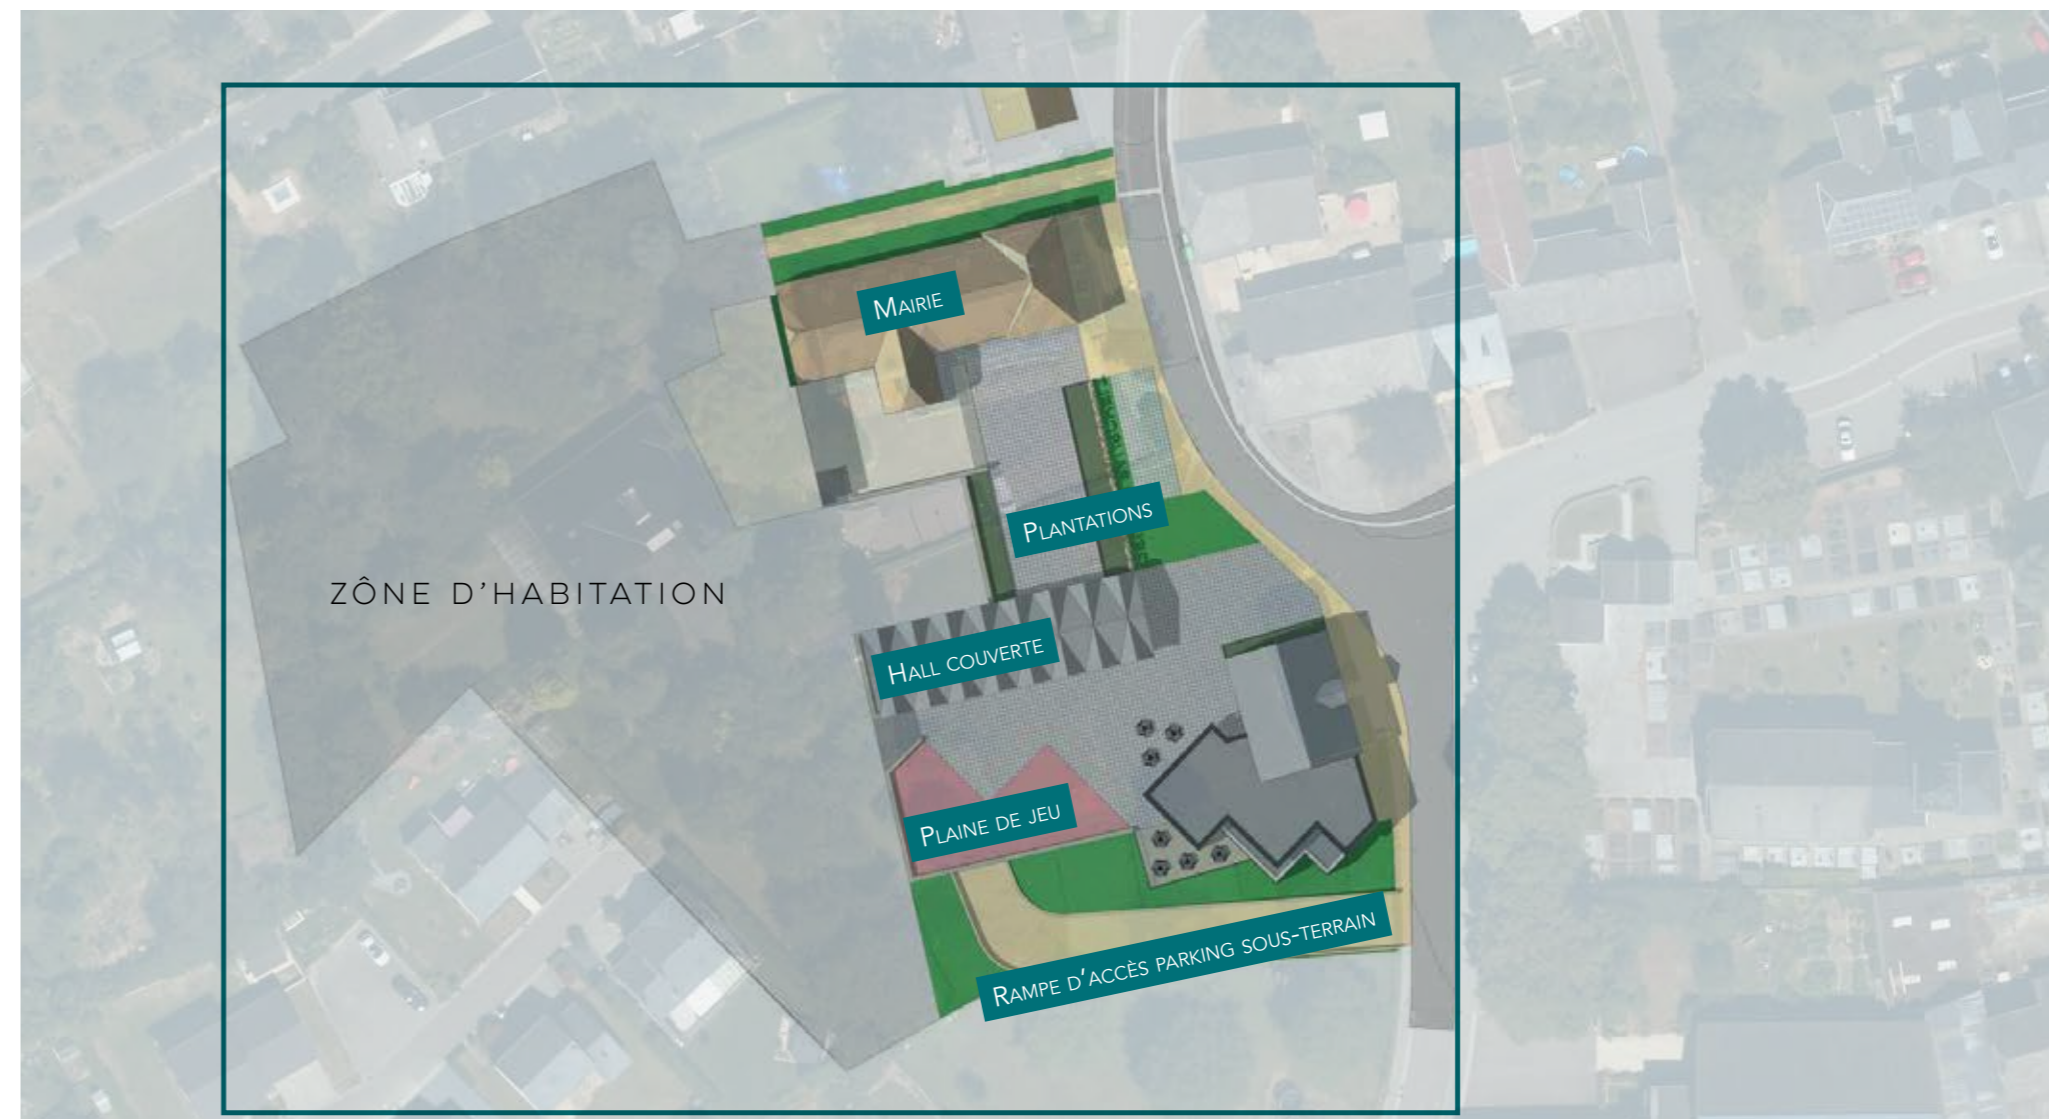 Mairie
Plantations
ZÔNE D'HABITATION
Hall couverte
Plaine de jeu
Rampe d'accès parking sous-terrain